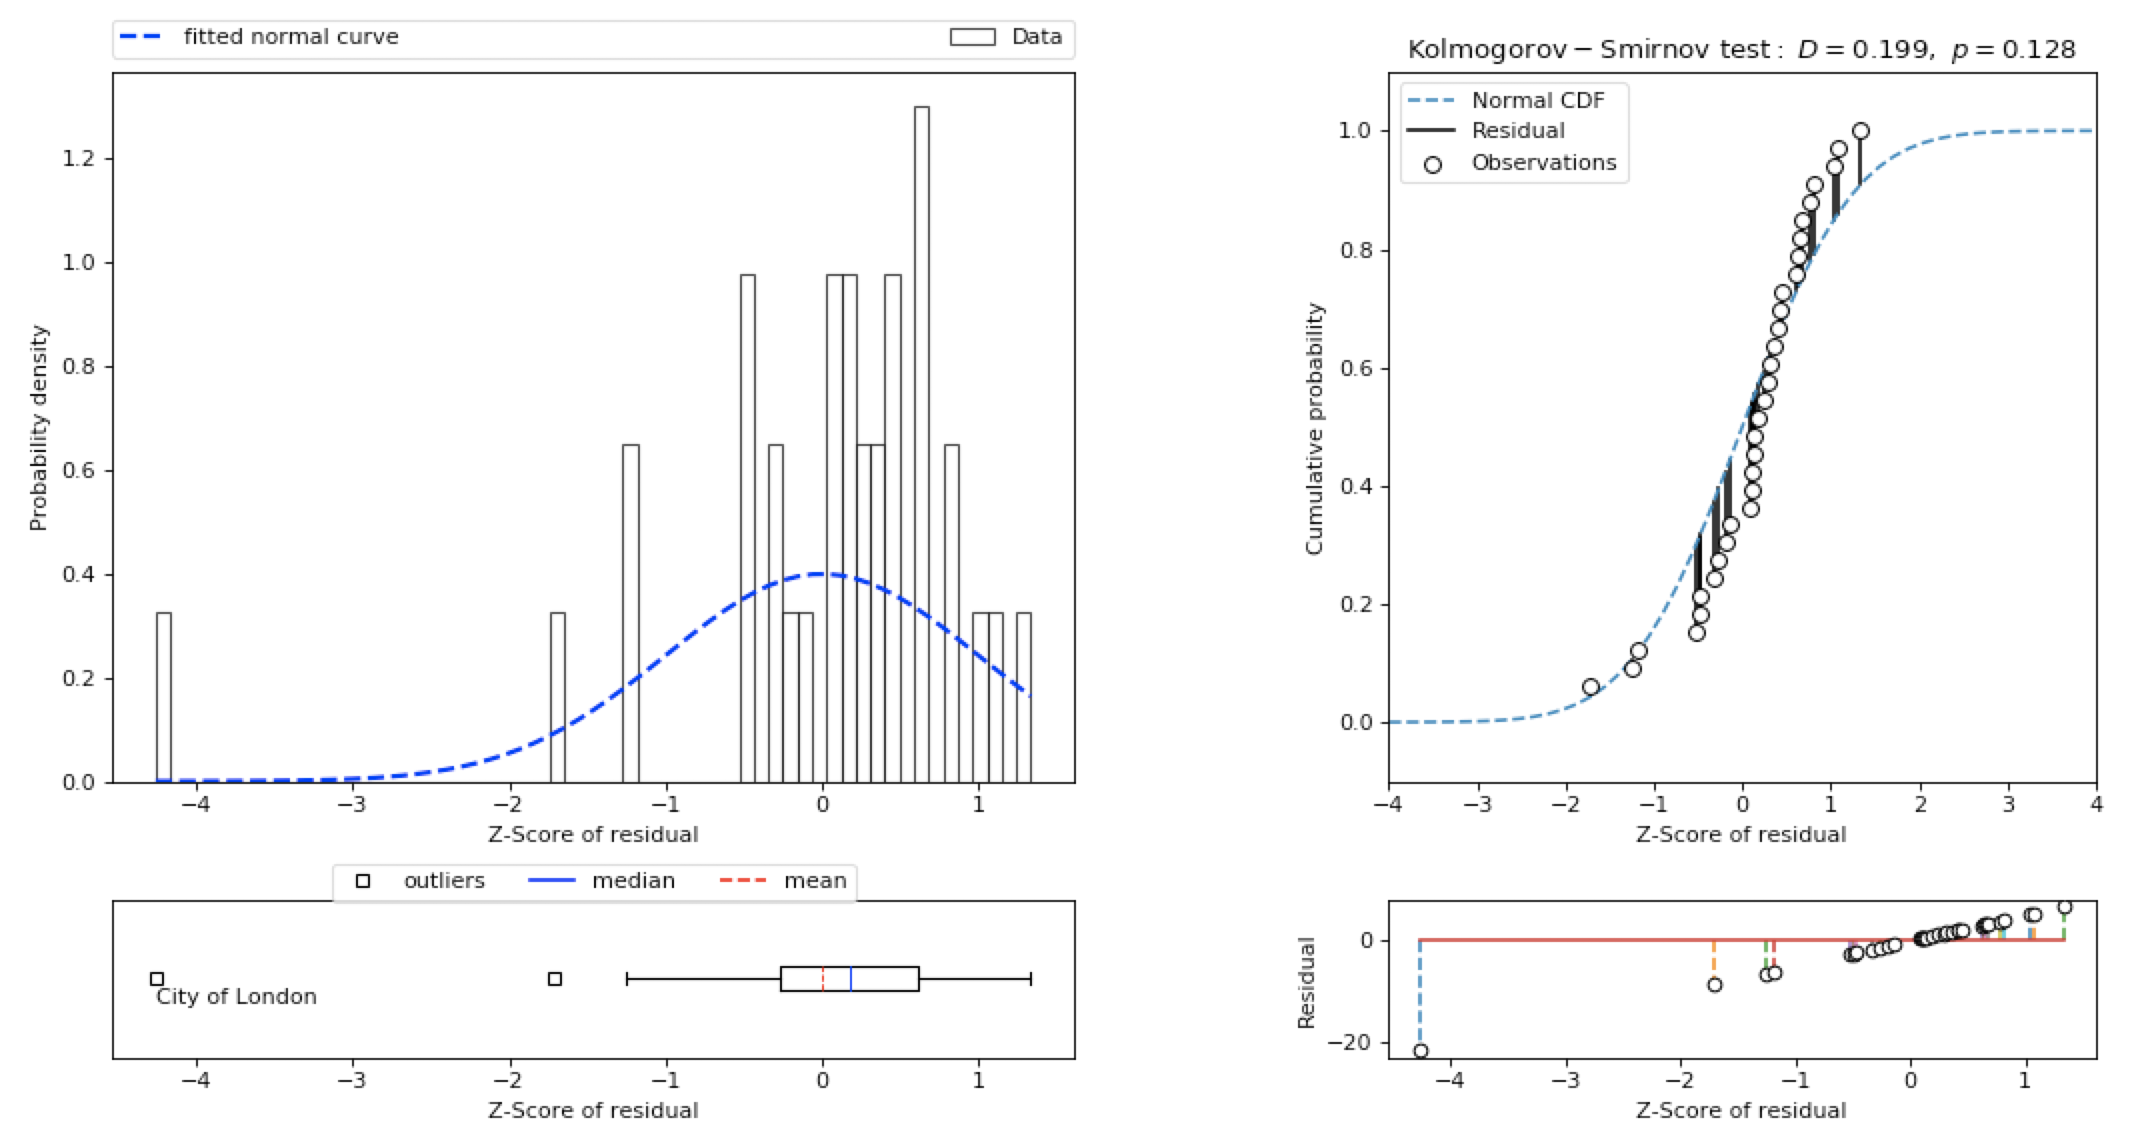 fitted normal curve Data
1.2
1.0
0.8
0.6
0.4
0.2
0.0
Probability density
−4 −3 −2 −1 0 1
Z-Score of residual
Kolmogorov − Smirnov test : D = 0.199, p = 0.128
Normal CDF
Residual
Observations
1.0
0.8
0.6
0.4
0.2
0.0
Cumulative probability
−4 −3 −2 −1 0 1 2 3 4
Z-Score of residual
outliers median mean
City of London
−4 −3 −2 −1 0 1
Z-Score of residual
0
−20
Residual
−4 −3 −2 −1 0 1
Z-Score of residual